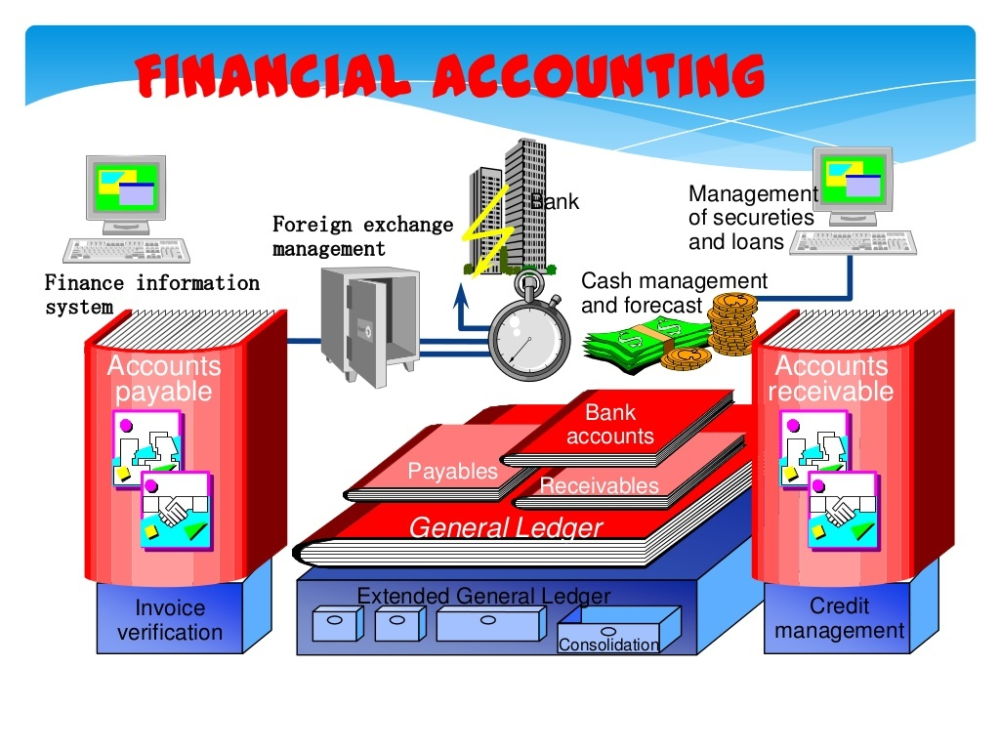 FINANCIAL ACCOUNTING
Bank
Management
of secureties
and loans
Foreign exchange
management
Finance information
system
Cash management
and forecast
Accounts
payable
Accounts
receivable
Bank
accounts
Payables
Receivables
General Ledger
Extended General Ledger
Consolidation
Invoice
verification
Credit
management